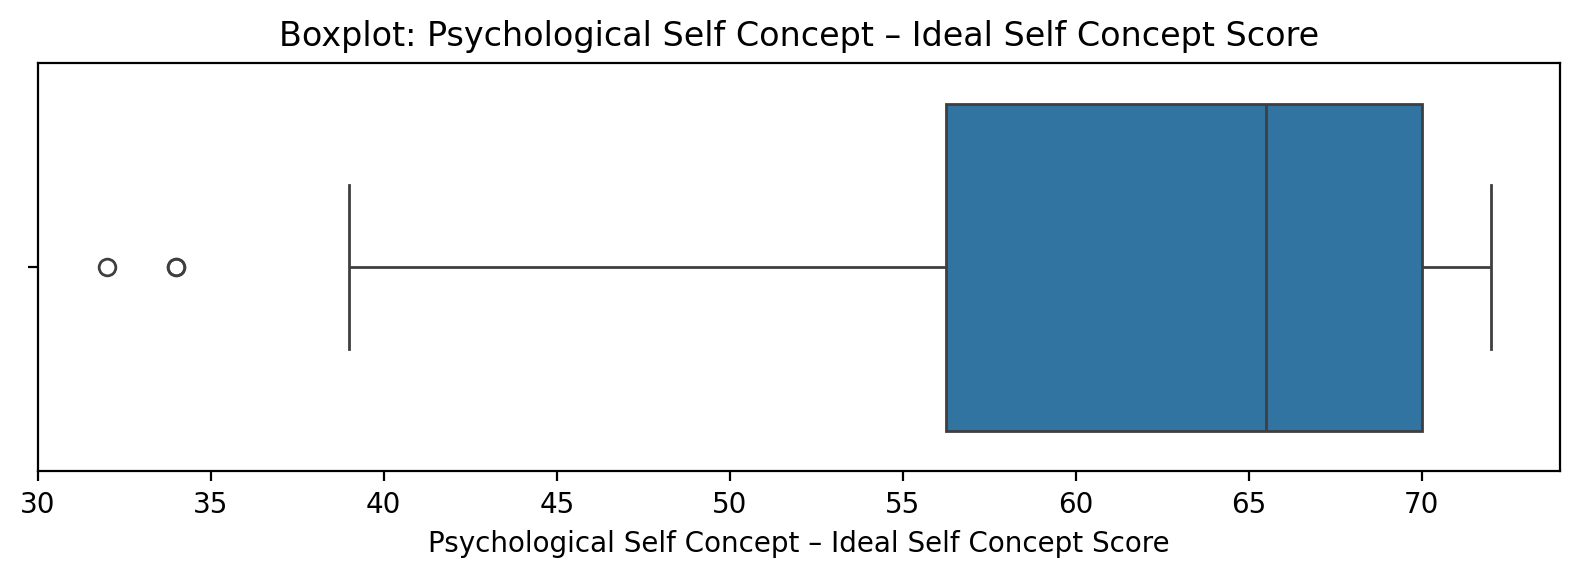 Boxplot: Psychological Self Concept – Ideal Self Concept Score
30 35 40 45 50 55 60 65 70
Psychological Self Concept – Ideal Self Concept Score